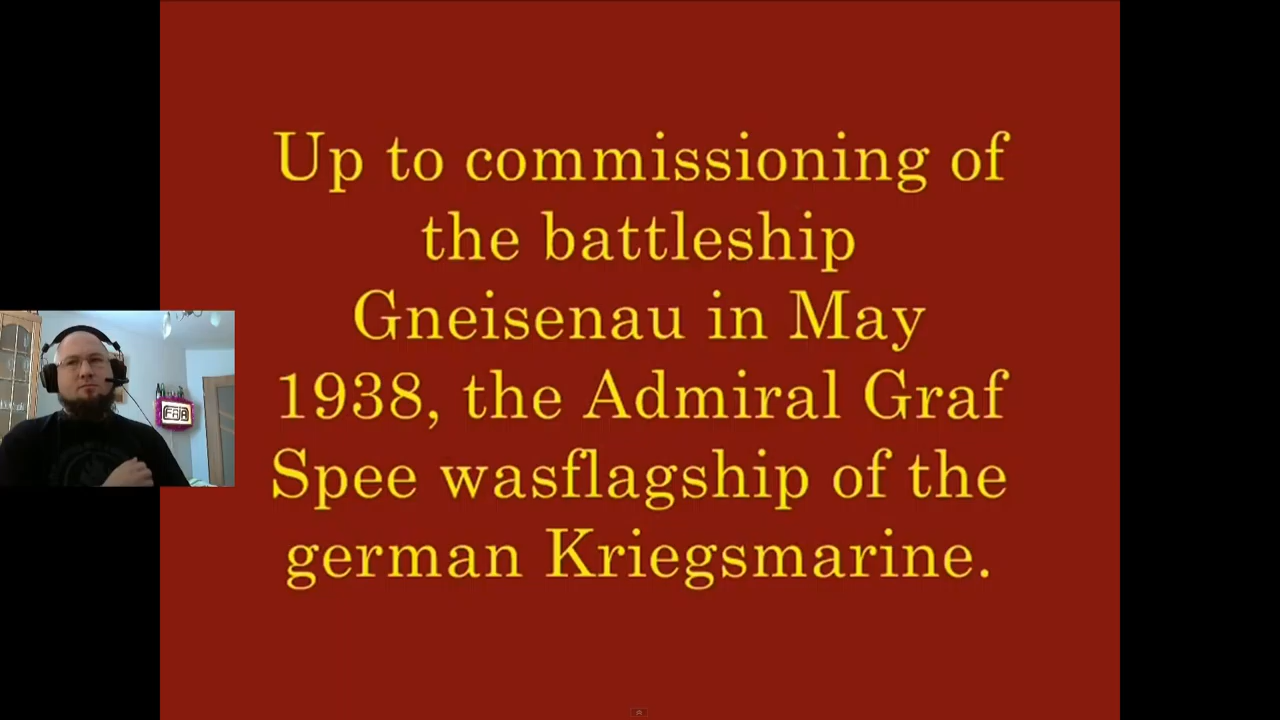 Up to commissioning of
the battleship
Gneisenau in May
1938, the Admiral Graf
Spee wasflagship of the
german Kriegsmarine.